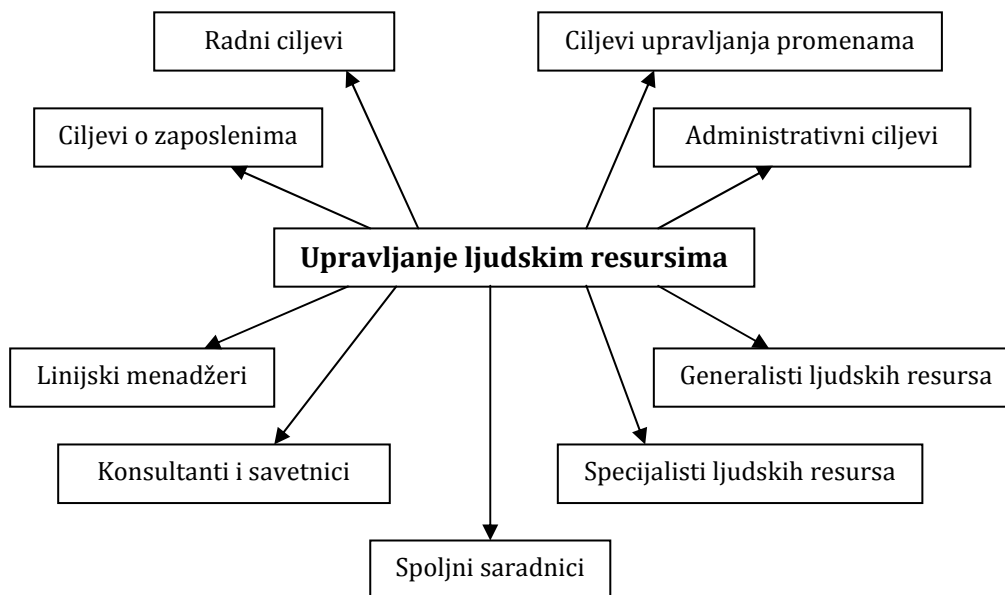 Radni ciljevi
Ciljevi upravljanja promenama
Ciljevi o zaposlenima
Administrativni ciljevi
Upravljanje ljudskim resursima
Linijski menadžeri
Generalisti ljudskih resursa
Konsultanti i savetnici
Specijalisti ljudskih resursa
Spoljni saradnici